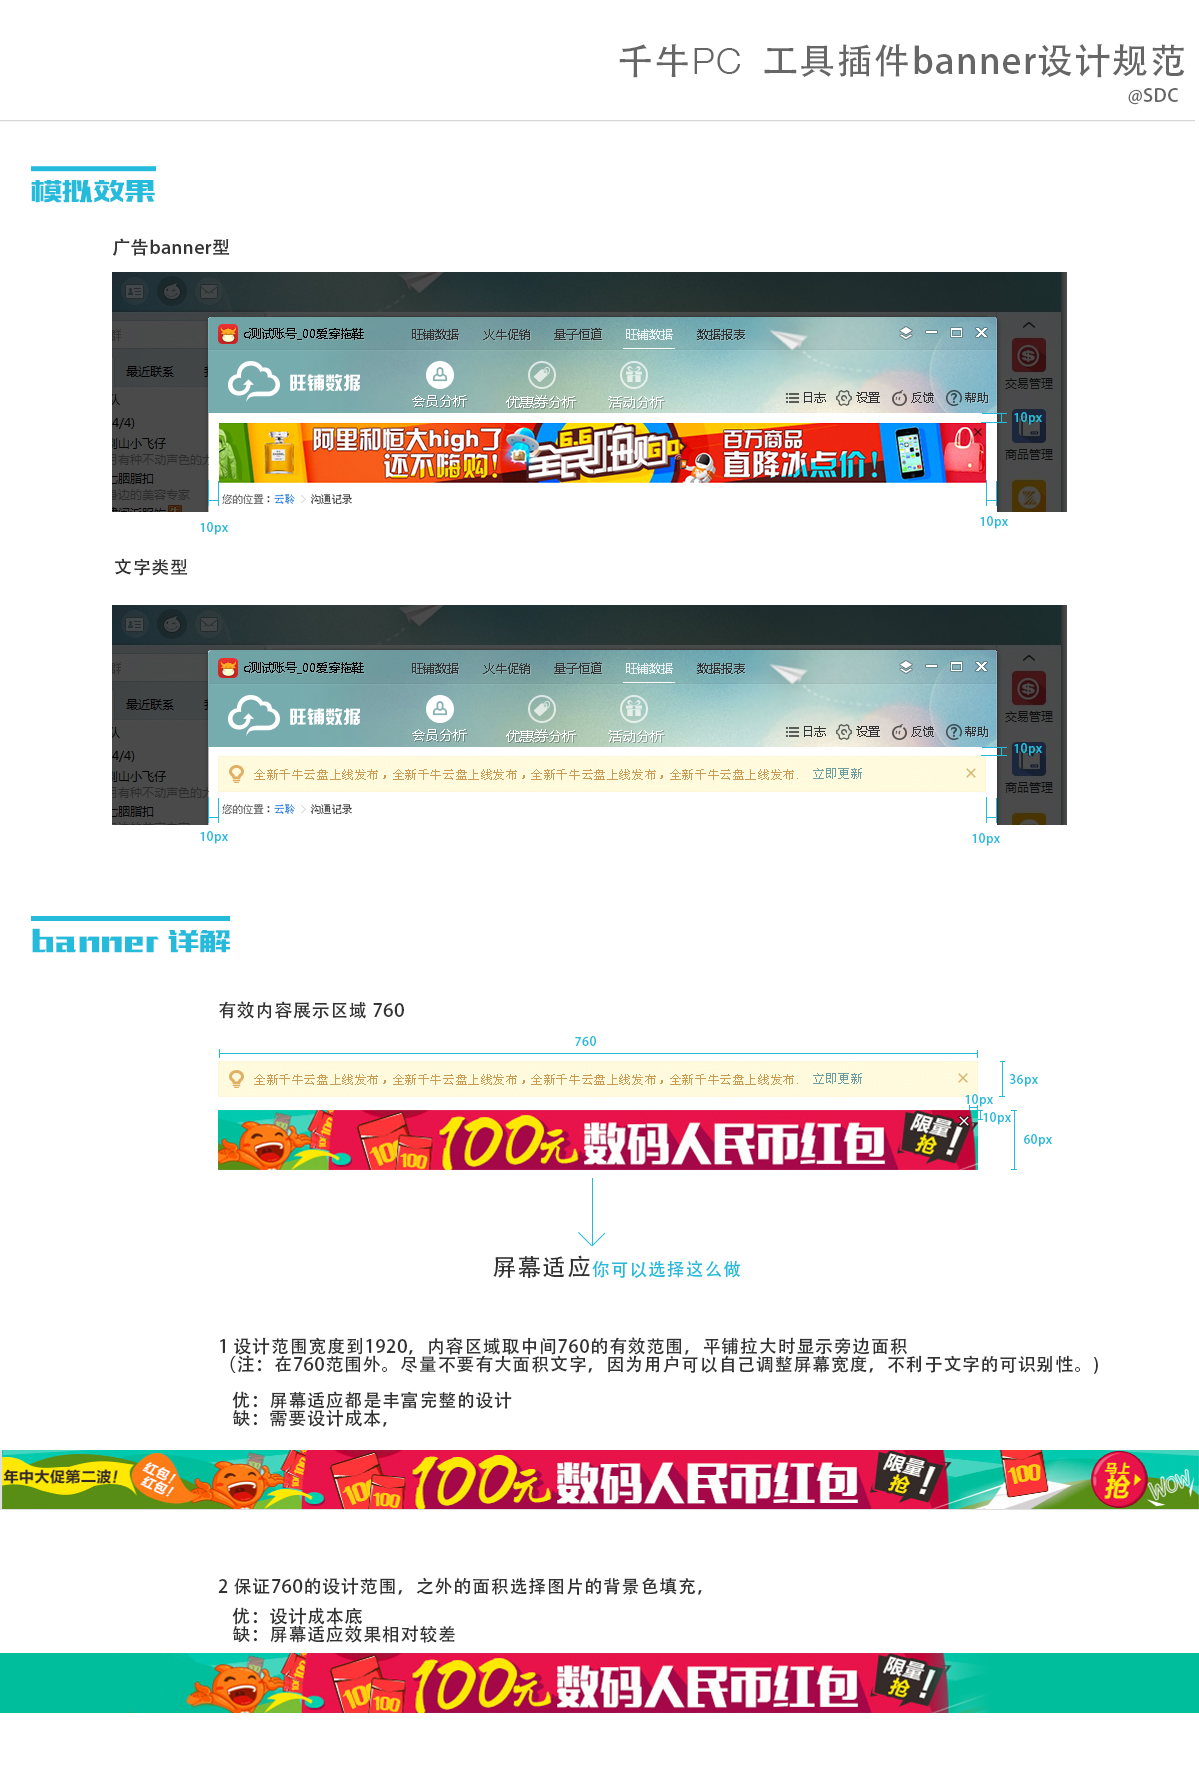 千牛PC 工具插件banner设计规范
@SDC
模拟效果
广告banner型
c测试账号_00爱穿拖鞋 旺铺数据 火牛促销 量子恒道 旺铺数据 数据报表
群
最近联系
旺铺数据
会员分析 优惠券分析 活动分析
日志 设置 反馈 帮助
交易管理
队
4/4)
刚山小飞仔
月有种不动声色的
七胭脂扣
身边的美容专家
10px
商品管理
阿里和恒大high了
还不嗨购!
6.6
全民嗨购
百万商品
直降冰点价!
您的位置：云聆 > 沟通记录
10px
10px
文字类型
c测试账号_00爱穿拖鞋 旺铺数据 火牛促销 量子恒道 旺铺数据 数据报表
群
最近联系
旺铺数据
会员分析 优惠券分析 活动分析
日志 设置 反馈 帮助
交易管理
队
4/4)
刚山小飞仔
月有种不动声色的
七胭脂扣
10px
商品管理
全新千牛云盘上线发布，全新千牛云盘上线发布，全新千牛云盘上线发布，全新千牛云盘上线发布. 立即更新
您的位置：云聆 > 沟通记录
10px
10px
banner 详解
有效内容展示区域 760
760
全新千牛云盘上线发布，全新千牛云盘上线发布，全新千牛云盘上线发布，全新千牛云盘上线发布. 立即更新
36px
10px
10px
60px
100 100 100元 数码人民币红包 限量抢!
屏幕适应你可以选择这么做
1 设计范围宽度到1920，内容区域取中间760的有效范围，平铺拉大时显示旁边面积
（注：在760范围外。尽量不要有大面积文字，因为用户可以自己调整屏幕宽度，不利于文字的可识别性。)
优：屏幕适应都是丰富完整的设计
缺：需要设计成本，
年中大促第二波! 红包! 红包! 100 100 100元 数码人民币红包 限量抢! 100 马上抢 WOW
2 保证760的设计范围，之外的面积选择图片的背景色填充，
优：设计成本底
缺：屏幕适应效果相对较差
100 100 100元 数码人民币红包 限量抢!